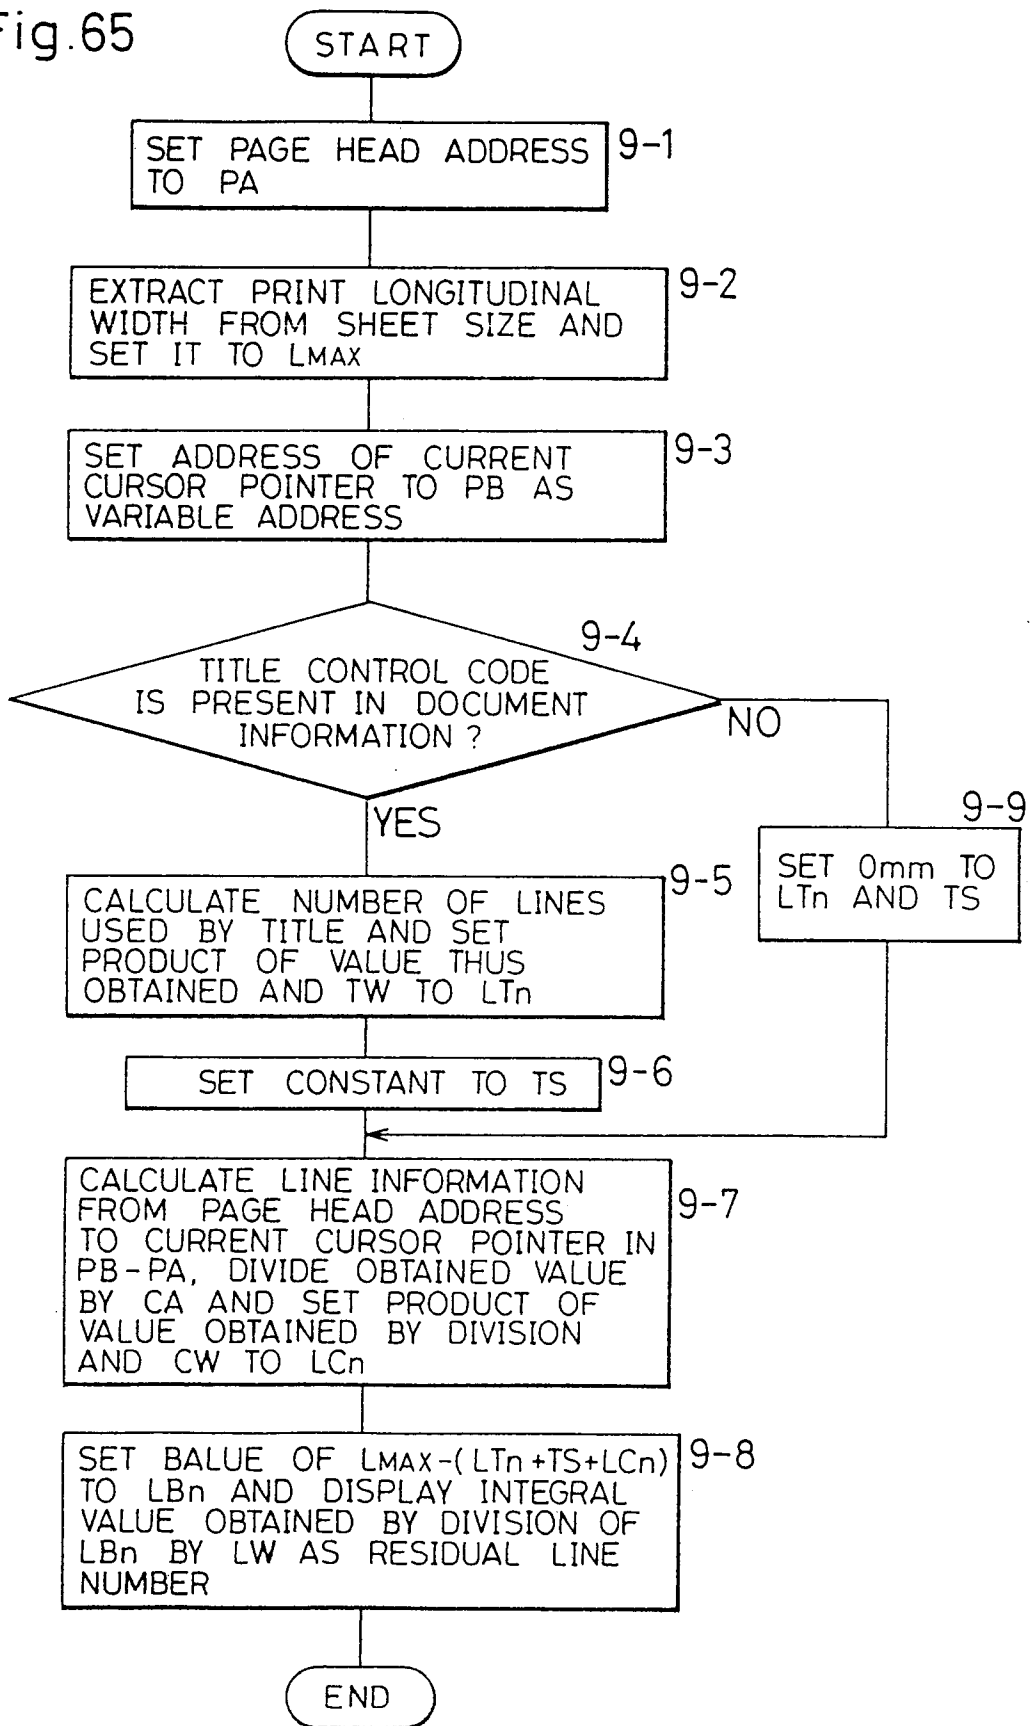 Fig.65
START
9-1
SET PAGE HEAD ADDRESS
TO PA
9-2
EXTRACT PRINT LONGITUDINAL
WIDTH FROM SHEET SIZE AND
SET IT TO LMAX
9-3
SET ADDRESS OF CURRENT
CURSOR POINTER TO PB AS
VARIABLE ADDRESS
9-4
TITLE CONTROL CODE
IS PRESENT IN DOCUMENT
INFORMATION ?
NO
YES
9-9
SET 0mm TO
LTn AND TS
9-5
CALCULATE NUMBER OF LINES
USED BY TITLE AND SET
PRODUCT OF VALUE THUS
OBTAINED AND TW TO LTn
9-6
SET CONSTANT TO TS
9-7
CALCULATE LINE INFORMATION
FROM PAGE HEAD ADDRESS
TO CURRENT CURSOR POINTER IN
PB-PA, DIVIDE OBTAINED VALUE
BY CA AND SET PRODUCT OF
VALUE OBTAINED BY DIVISION
AND CW TO LCn
9-8
SET BALUE OF LMAX-(LTn+TS+LCn)
TO LBn AND DISPLAY INTEGRAL
VALUE OBTAINED BY DIVISION OF
LBn BY LW AS RESIDUAL LINE
NUMBER
END